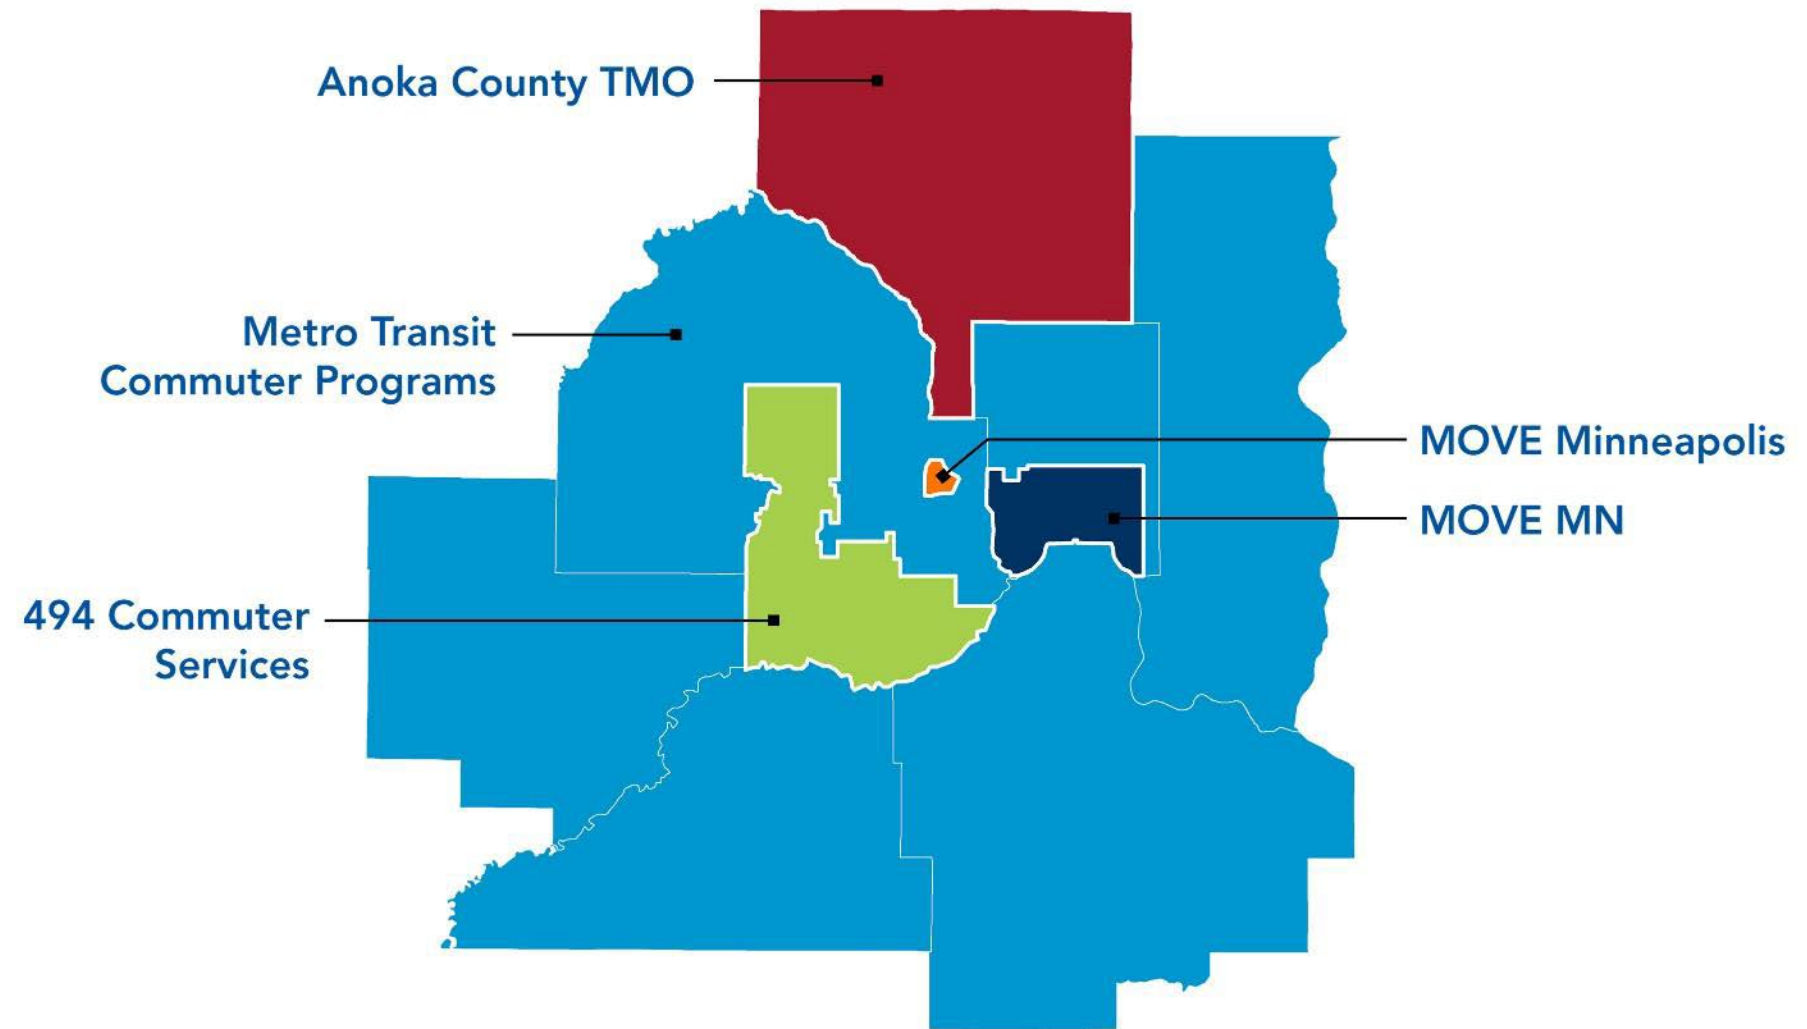 Anoka County TMO
Metro Transit
Commuter Programs
MOVE Minneapolis
MOVE MN
494 Commuter
Services